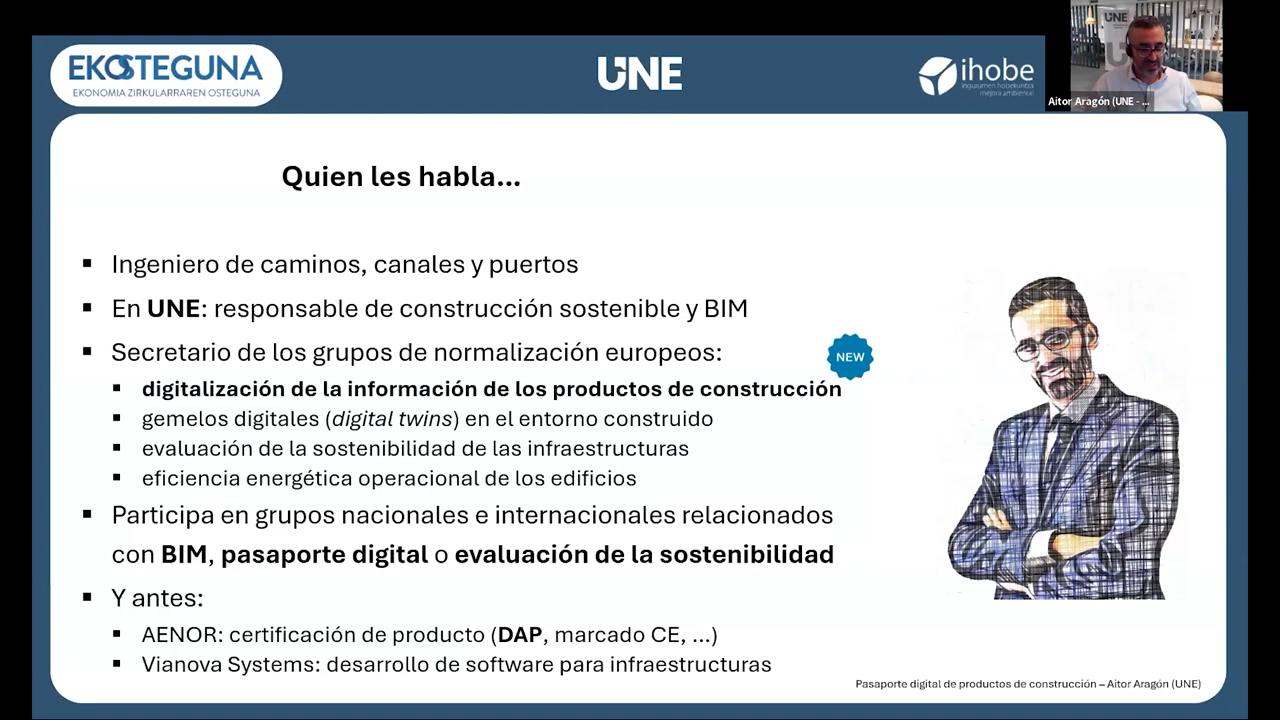 EKOSTEGUNA
EKONOMIA ZIRKULARRAREN OSTEGUNA
UNE
ihobe
ingurumen hobekuntza
mejora ambiental
UNE
Aitor Aragón (UNE - ...
Quien les habla...
▪ Ingeniero de caminos, canales y puertos
▪ En UNE: responsable de construcción sostenible y BIM
▪ Secretario de los grupos de normalización europeos:
NEW
▪ digitalización de la información de los productos de construcción
▪ gemelos digitales (digital twins) en el entorno construido
▪ evaluación de la sostenibilidad de las infraestructuras
▪ eficiencia energética operacional de los edificios
▪ Participa en grupos nacionales e internacionales relacionados
con BIM, pasaporte digital o evaluación de la sostenibilidad
▪ Y antes:
▪ AENOR: certificación de producto (DAP, marcado CE, ...)
▪ Vianova Systems: desarrollo de software para infraestructuras
Pasaporte digital de productos de construcción – Aitor Aragón (UNE)